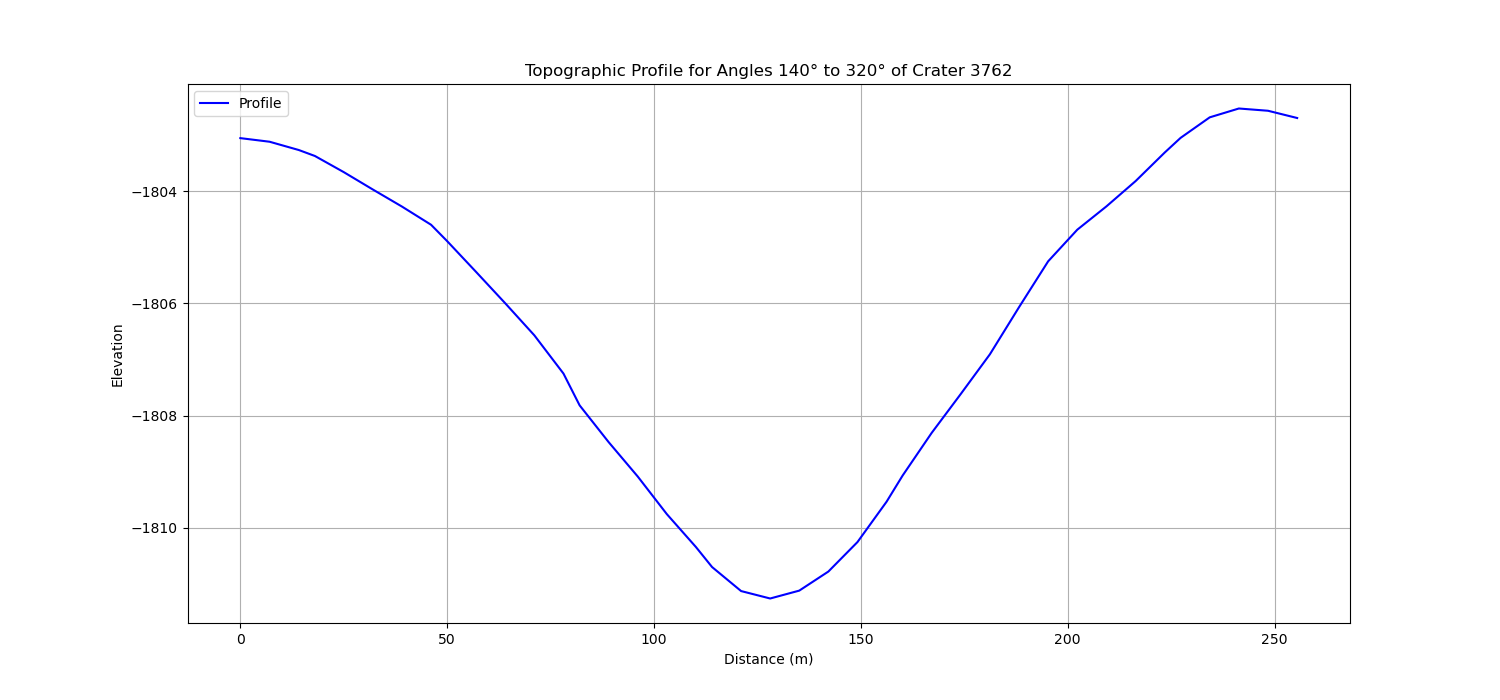 Topographic Profile for Angles 140° to 320° of Crater 3762
Profile
−1804
−1806
−1808
−1810
Elevation
0 50 100 150 200 250
Distance (m)